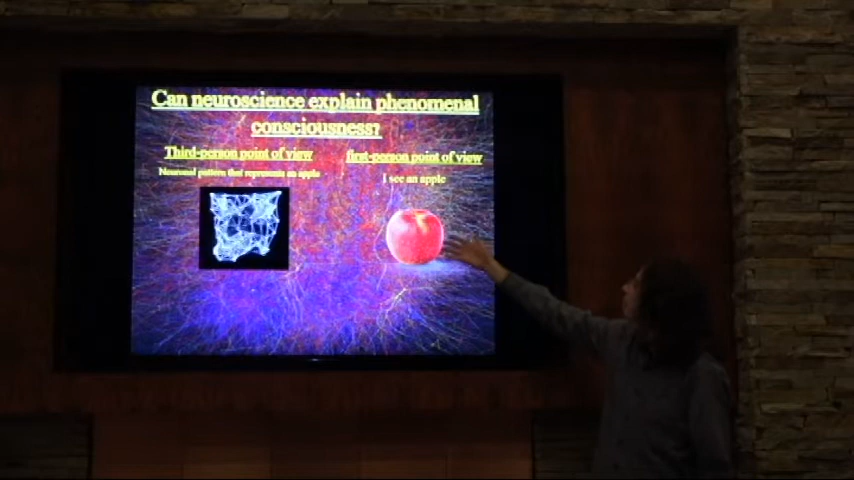 Can neuroscience explain phenomenal
consciousness?
Third-person point of view
first-person point of view
Neuronal pattern that represents an apple
I see an apple